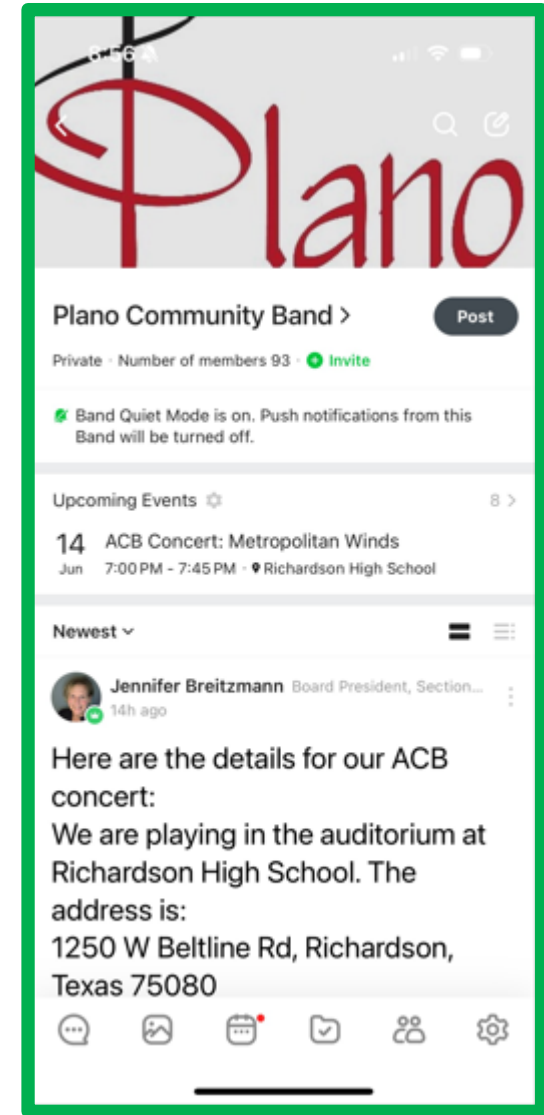 8:56
Plano
Plano Community Band >
Post
Private · Number of members 93 · Invite
Band Quiet Mode is on. Push notifications from this
Band will be turned off.
Upcoming Events
8 >
14 ACB Concert: Metropolitan Winds
Jun 7:00 PM - 7:45 PM · Richardson High School
Newest
Jennifer Breitzmann Board President, Section...
14h ago
Here are the details for our ACB
concert:
We are playing in the auditorium at
Richardson High School. The
address is:
1250 W Beltline Rd, Richardson,
Texas 75080